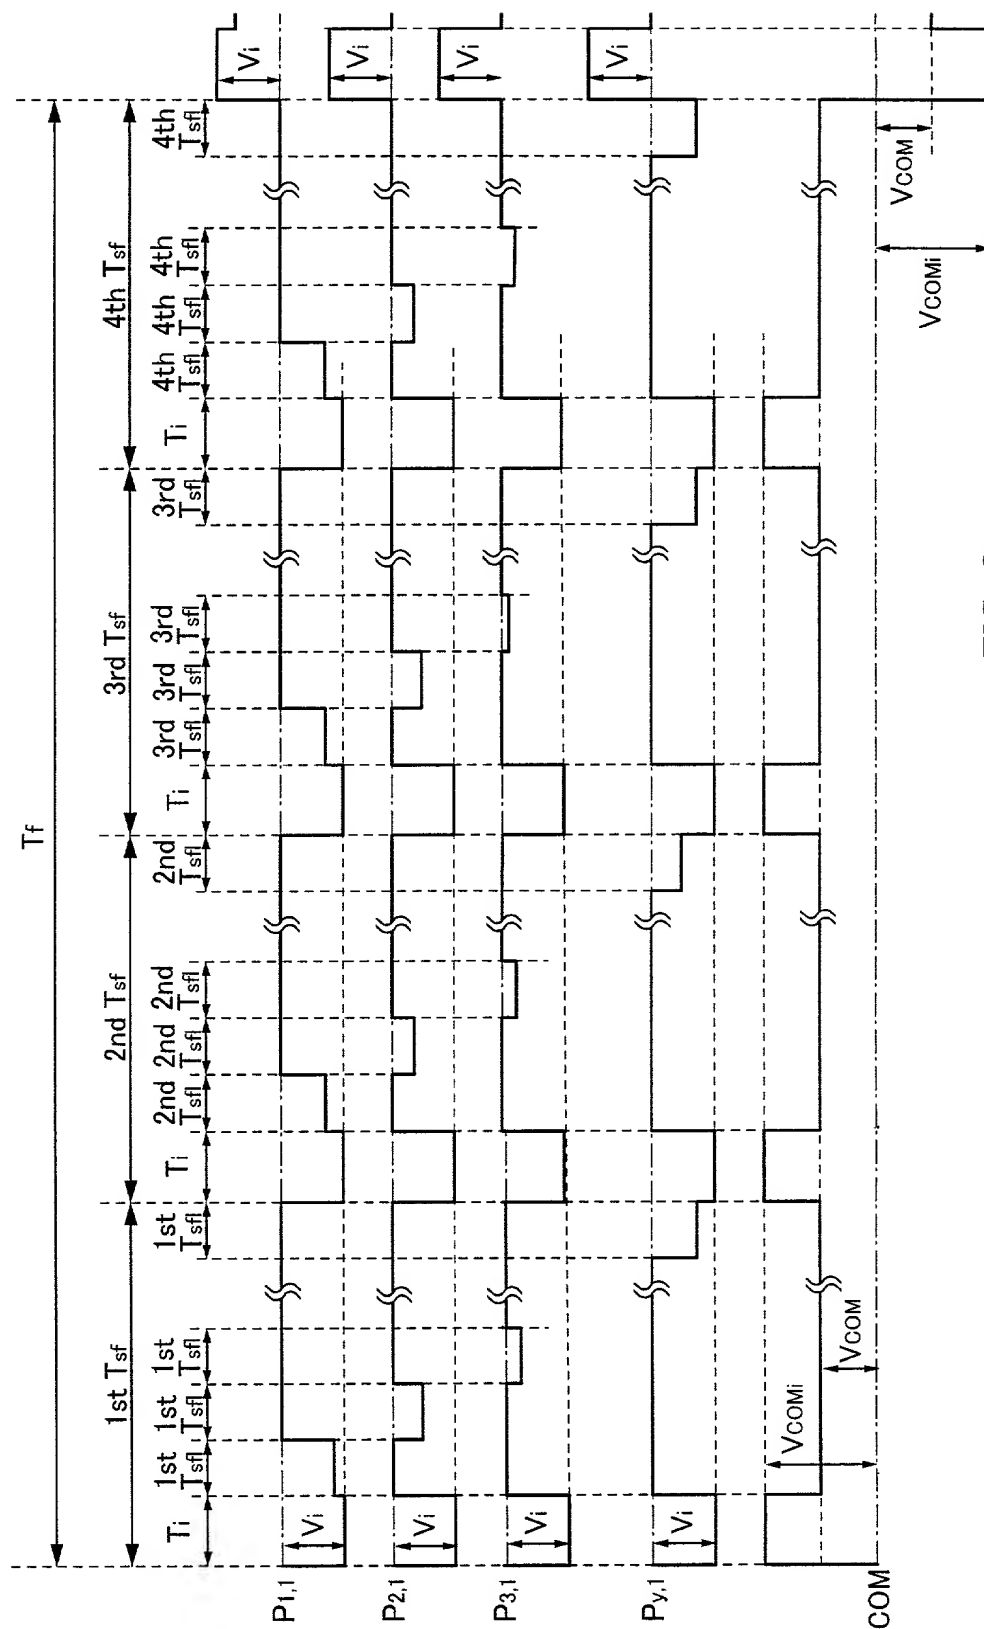 Tf
1st Tsf
2nd Tsf
3rd Tsf
4th Tsf
Ti
1st Tsfl
1st Tsfl
1st Tsfl
1st Tsfl
Ti
2nd Tsfl
2nd Tsfl
2nd Tsfl
2nd Tsfl
Ti
3rd Tsfl
3rd Tsfl
3rd Tsfl
3rd Tsfl
Ti
4th Tsfl
4th Tsfl
4th Tsfl
4th Tsfl
P1,1
Vi
Vi
P2,1
Vi
Vi
P3,1
Vi
Vi
Py,1
Vi
Vi
VCOMi
VCOM
COM
VCOM
VCOMi